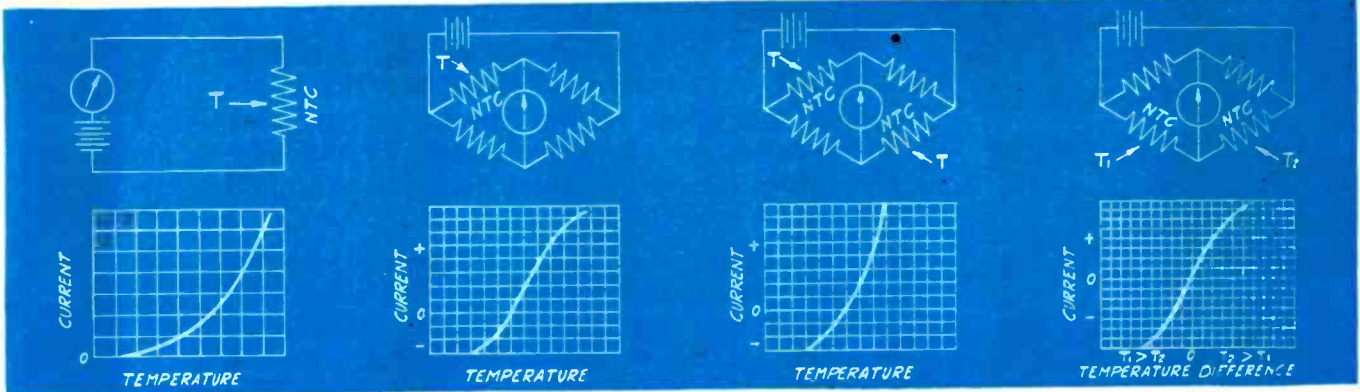 T
NTC
CURRENT
0
TEMPERATURE
T
NTC
CURRENT
+
0
-
TEMPERATURE
T
NTC
NTC
T
CURRENT
+
0
-
TEMPERATURE
NTC
NTC
T₁
T₂
CURRENT
+
0
-
T₁ > T₂ 0 T₂ > T₁
TEMPERATURE DIFFERENCE